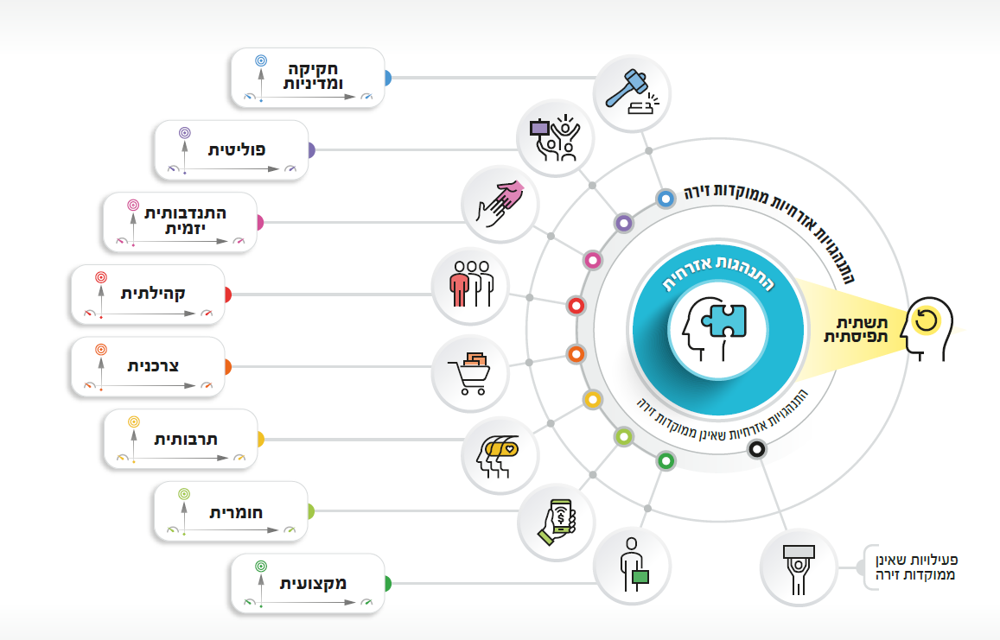 חקיקה
ומדיניות
פוליטית
התנדבותית
יזמית
קהילתית
צרכנית
תרבותית
חומרית
מקצועית
התנהגויות אזרחיות ממוקדות זירה
התנהגות אזרחית
תשתית
תפיסתית
התנהגויות אזרחיות שאינן ממוקדות זירה
פעילויות שאינן
ממוקדות זירה